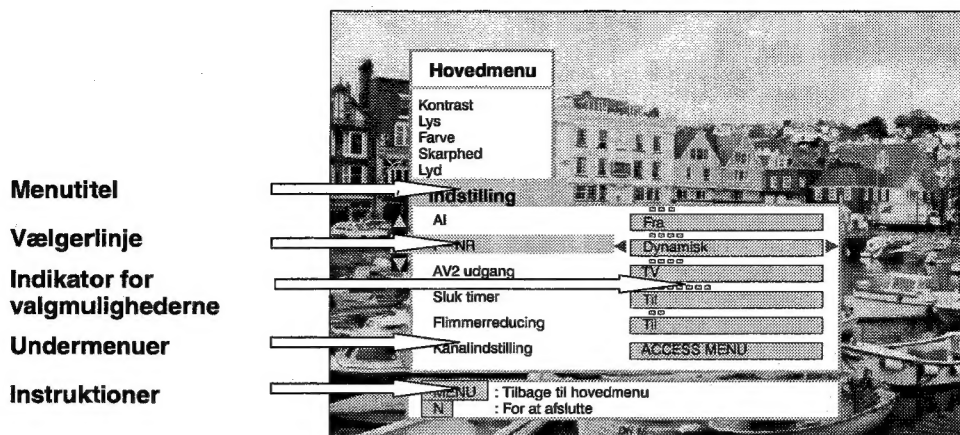 Hovedmenu
Kontrast
Lys
Farve
Skarphed
Lyd
Menutitel
Indstilling
AI
Fra
Vælgerlinje
NR
Dynamisk
Indikator for
valgmulighederne
AV2 udgang
TV
Sluk timer
Til
Flimmerreducing
Til
Undermenuer
Kanalindstilling
ACCESS MENU
Instruktioner
MENU : Tilbage til hovedmenu
N : For at afslutte